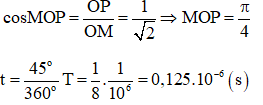 cosMOP = OP/OM = 1/√2 ⇒ MOP = π/4
t = 45°/360° T = 1/8 . 1/10⁶ = 0,125.10⁻⁶ (s)